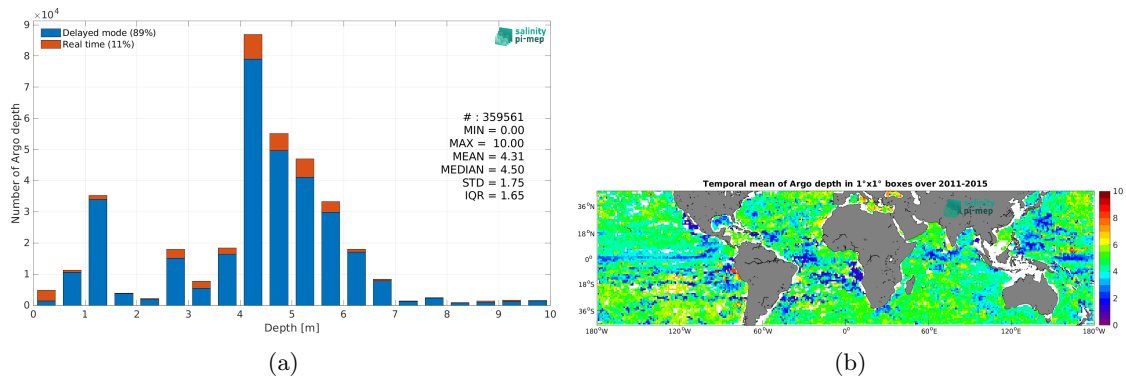 ×10⁴
9
8
7
6
5
4
3
2
1
0
Number of Argo depth
Delayed mode (89%)
Real time (11%)
salinity
pi-mep
# : 359561
MIN = 0.00
MAX = 10.00
MEAN = 4.31
MEDIAN = 4.50
STD = 1.75
IQR = 1.65
0 1 2 3 4 5 6 7 8 9 10
Depth [m]
(a)
Temporal mean of Argo depth in 1°x1° boxes over 2011-2015
salinity
pi-mep
36°N
18°N
0°
18°S
36°S
180°W 120°W 60°W 0° 60°E 120°E 180°W
10
8
6
4
2
0
(b)